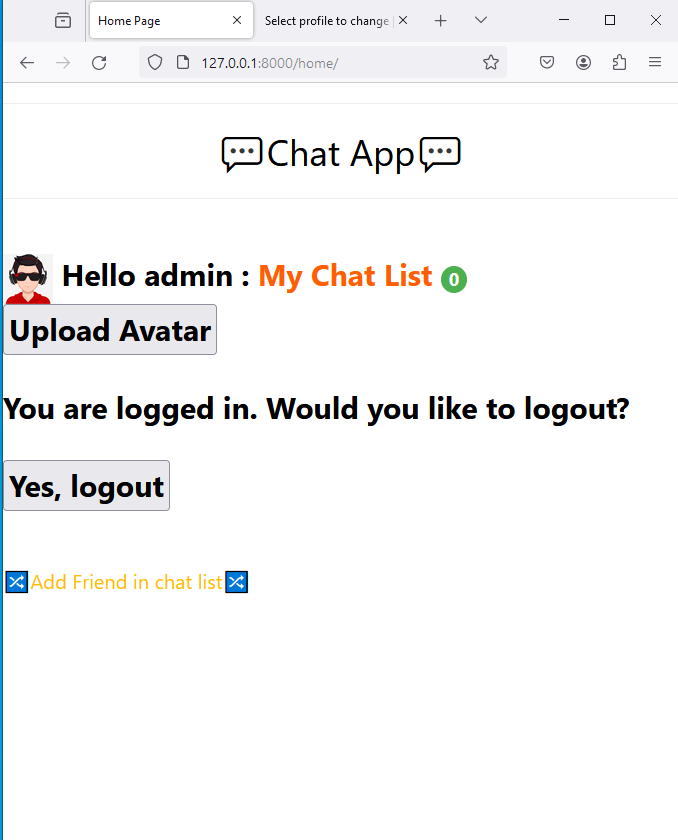 Home Page
Select profile to change
127.0.0.1:8000/home/
💬Chat App💬
Hello admin : My Chat List 0
Upload Avatar
You are logged in. Would you like to logout?
Yes, logout
🔀Add Friend in chat list🔀